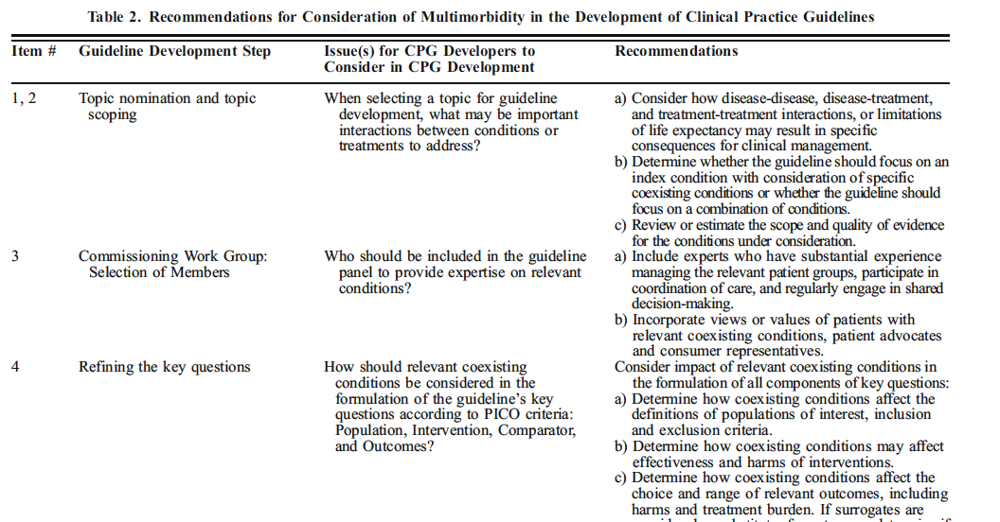 Table 2. Recommendations for Consideration of Multimorbidity in the Development of Clinical Practice Guidelines
Item # Guideline Development Step Issue(s) for CPG Developers to Consider in CPG Development Recommendations
1, 2
Topic nomination and topic
scoping
When selecting a topic for guideline
development, what may be important
interactions between conditions or
treatments to address?
a) Consider how disease-disease, disease-treatment,
and treatment-treatment interactions, or limitations
of life expectancy may result in specific
consequences for clinical management.
b) Determine whether the guideline should focus on an
index condition with consideration of specific
coexisting conditions or whether the guideline should
focus on a combination of conditions.
c) Review or estimate the scope and quality of evidence
for the conditions under consideration.
3
Commissioning Work Group:
Selection of Members
Who should be included in the guideline
panel to provide expertise on relevant
conditions?
a) Include experts who have substantial experience
managing the relevant patient groups, participate in
coordination of care, and regularly engage in shared
decision-making.
b) Incorporate views or values of patients with
relevant coexisting conditions, patient advocates
and consumer representatives.
4
Refining the key questions
How should relevant coexisting
conditions be considered in the
formulation of the guideline's key
questions according to PICO criteria:
Population, Intervention, Comparator,
and Outcomes?
Consider impact of relevant coexisting conditions in
the formulation of all components of key questions:
a) Determine how coexisting conditions affect the
definitions of populations of interest, inclusion
and exclusion criteria.
b) Determine how coexisting conditions may affect
effectiveness and harms of interventions.
c) Determine how coexisting conditions affect the
choice and range of relevant outcomes, including
harms and treatment burden. If surrogates are